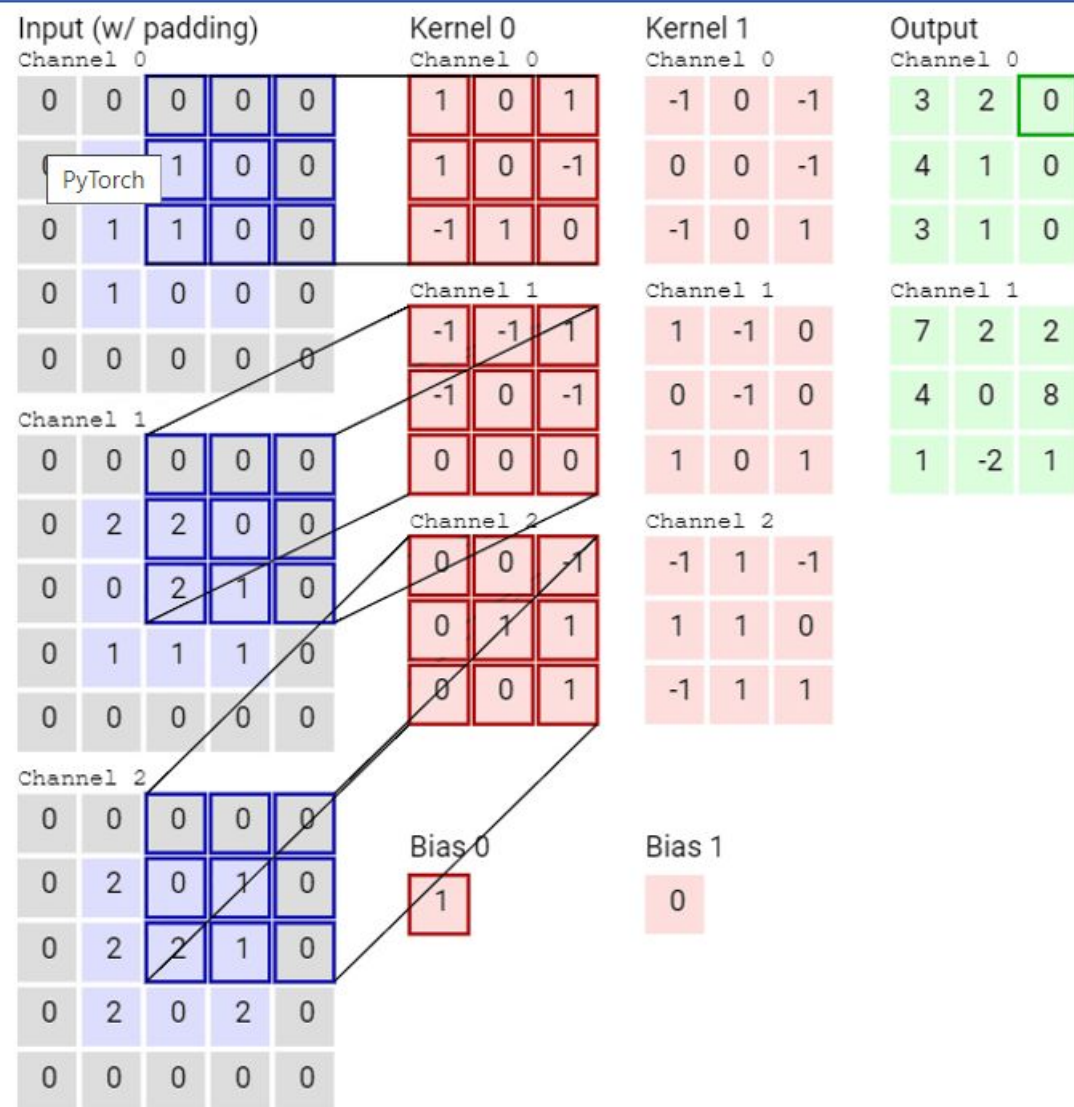 Input (w/ padding) Kernel 0 Kernel 1 Output
Channel 0 Channel 0 Channel 0 Channel 0
0 0 0 0 0 1 0 1 -1 0 -1 3 2 0
PyTorch 1 0 0 1 0 -1 0 0 -1 4 1 0
0 1 1 0 0 -1 1 0 -1 0 1 3 1 0
Channel 1 Channel 1 Channel 1
0 1 0 0 0 -1 -1 1 1 -1 0 7 2 2
0 0 0 0 0 -1 0 -1 0 -1 0 4 0 8
Channel 1
0 0 0 0 0 0 0 0 1 0 1 1 -2 1
0 2 2 0 0
Channel 2 Channel 2
0 0 2 1 0 0 0 -1 -1 1 -1
0 1 1 1 0 0 1 1 1 1 0
0 0 0 0 0 0 0 1 -1 1 1
Channel 2
0 0 0 0 0
Bias 0 Bias 1
0 2 0 1 0 1 0
0 2 2 1 0
0 2 0 2 0
0 0 0 0 0